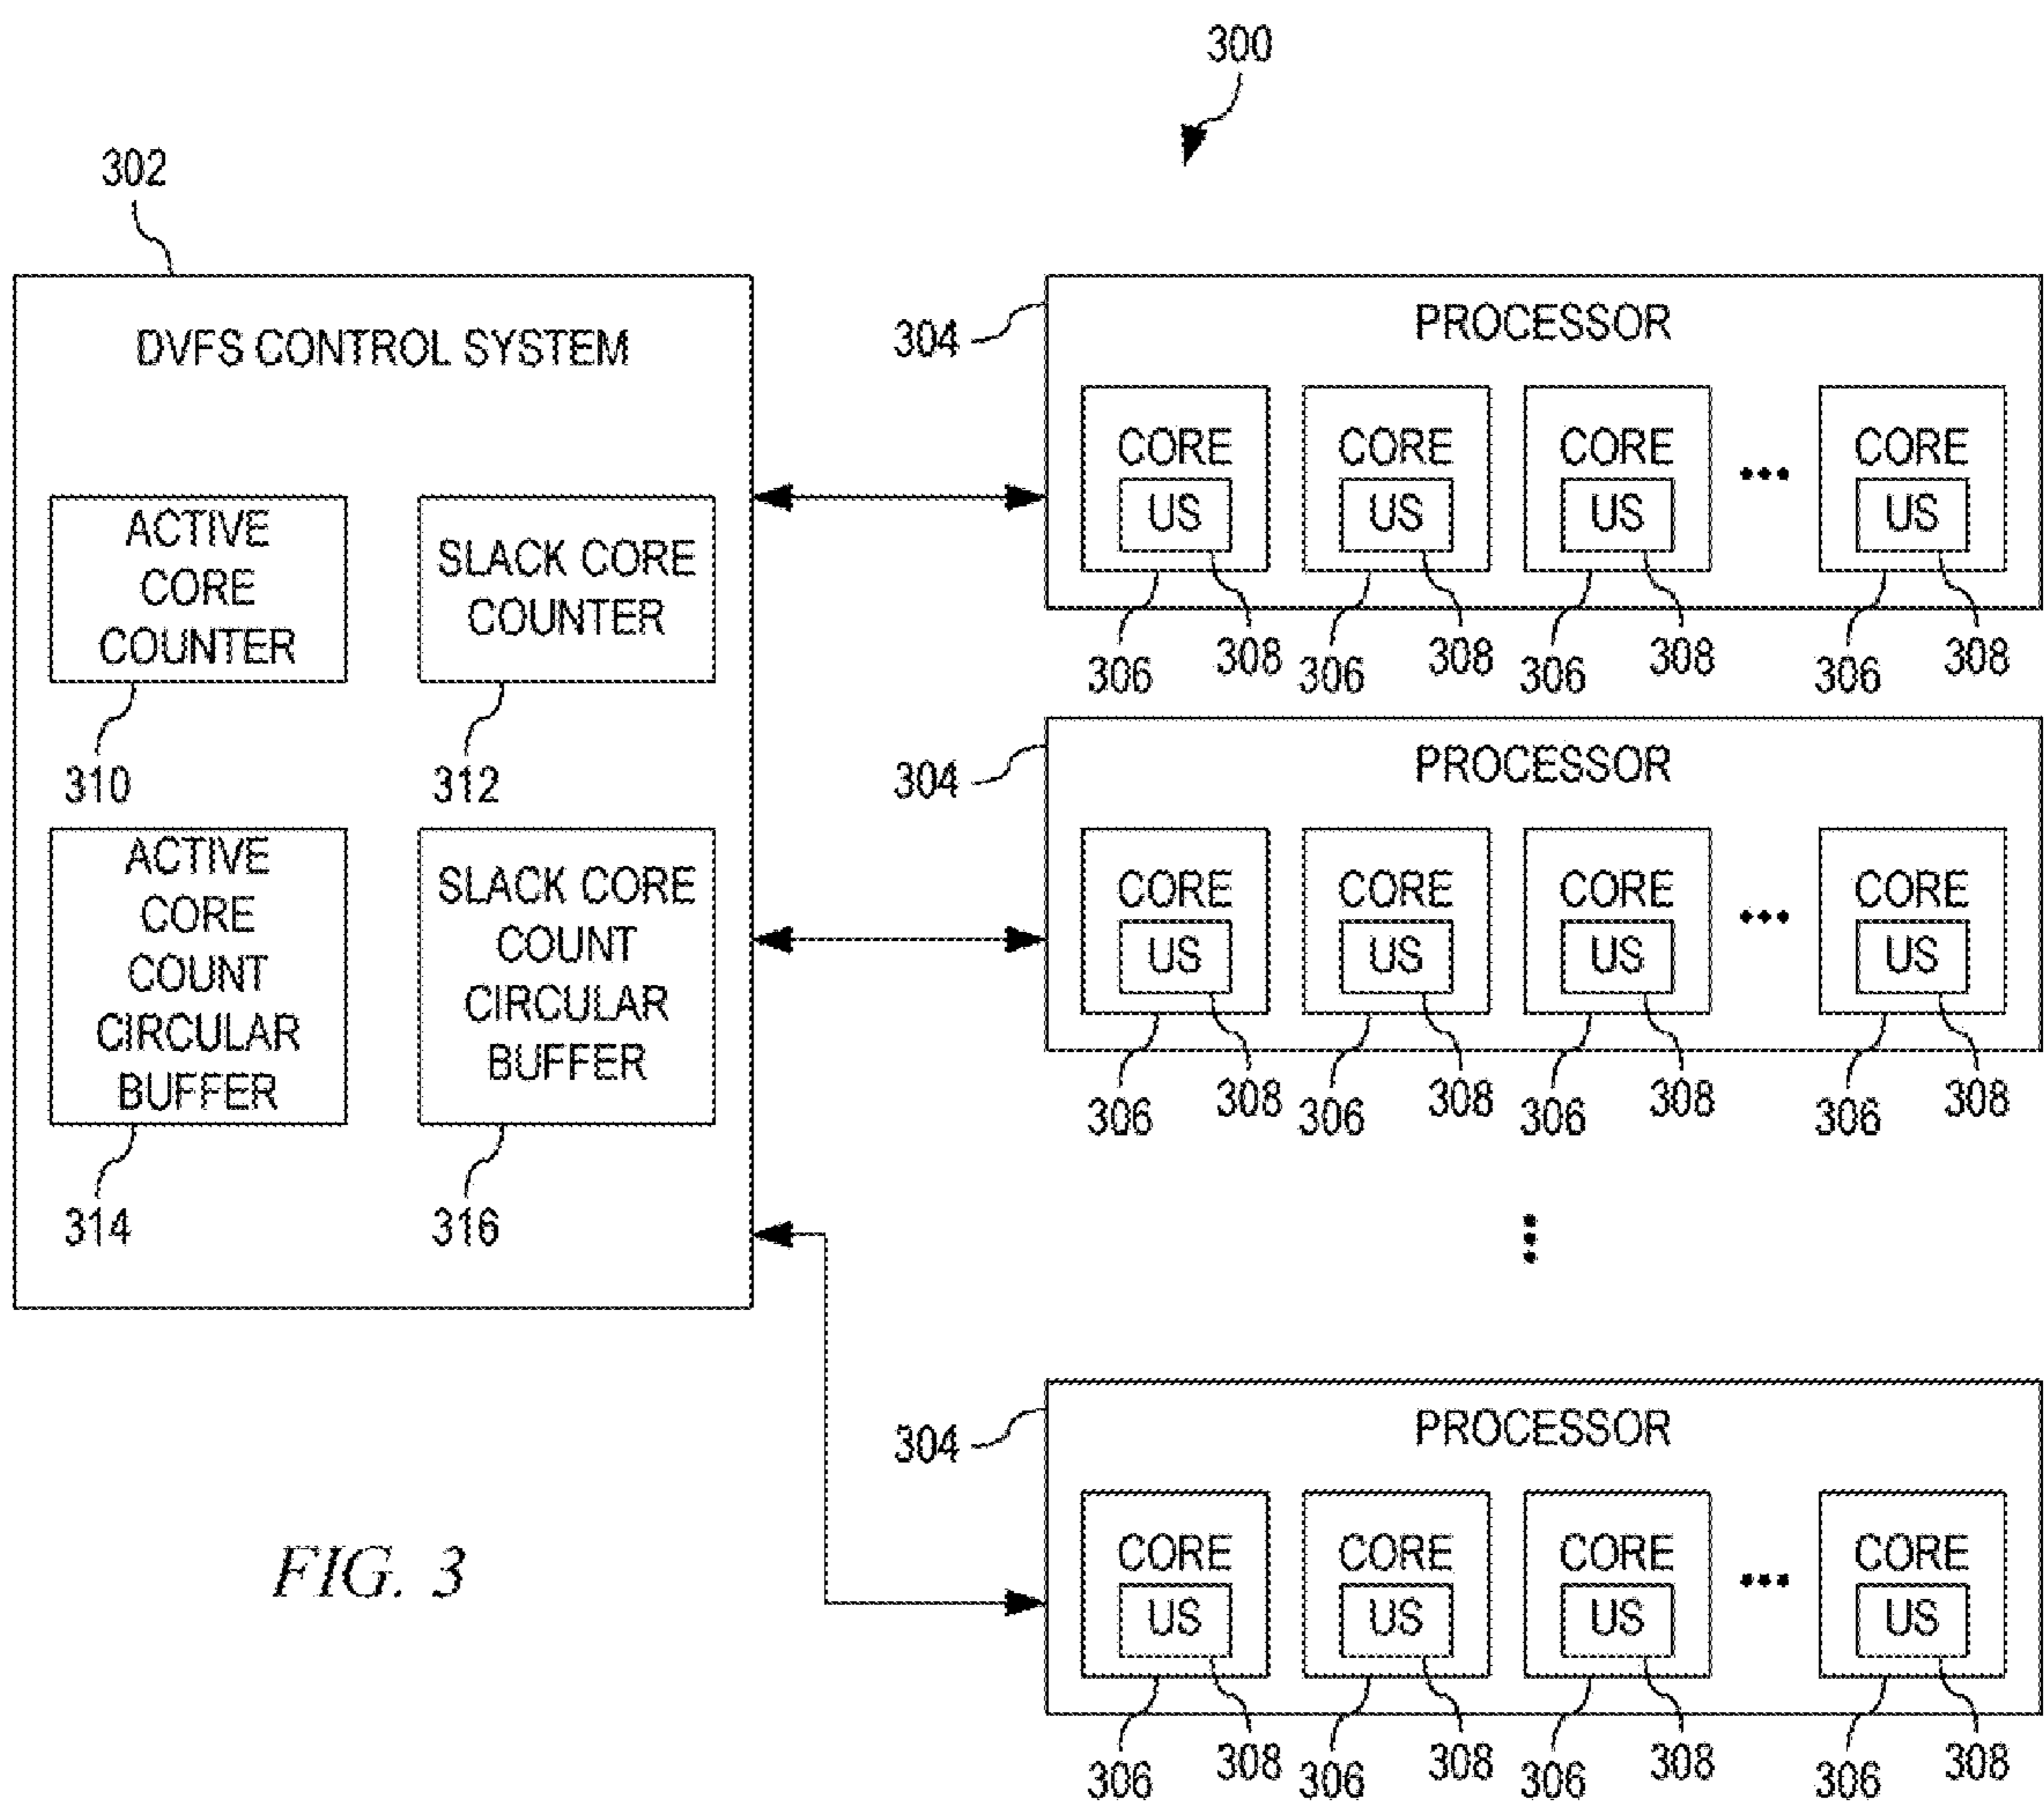 300
302
DVFS CONTROL SYSTEM
ACTIVE
CORE
COUNTER
310
SLACK CORE
COUNTER
312
ACTIVE
CORE
COUNT
CIRCULAR
BUFFER
314
SLACK CORE
COUNT
CIRCULAR
BUFFER
316
304
PROCESSOR
CORE CORE CORE ••• CORE
US US US US
306 308 306 308 306 308 306 308
304
PROCESSOR
CORE CORE CORE ••• CORE
US US US US
306 308 306 308 306 308 306 308
304
PROCESSOR
CORE CORE CORE ••• CORE
US US US US
306 308 306 308 306 308 306 308
FIG. 3